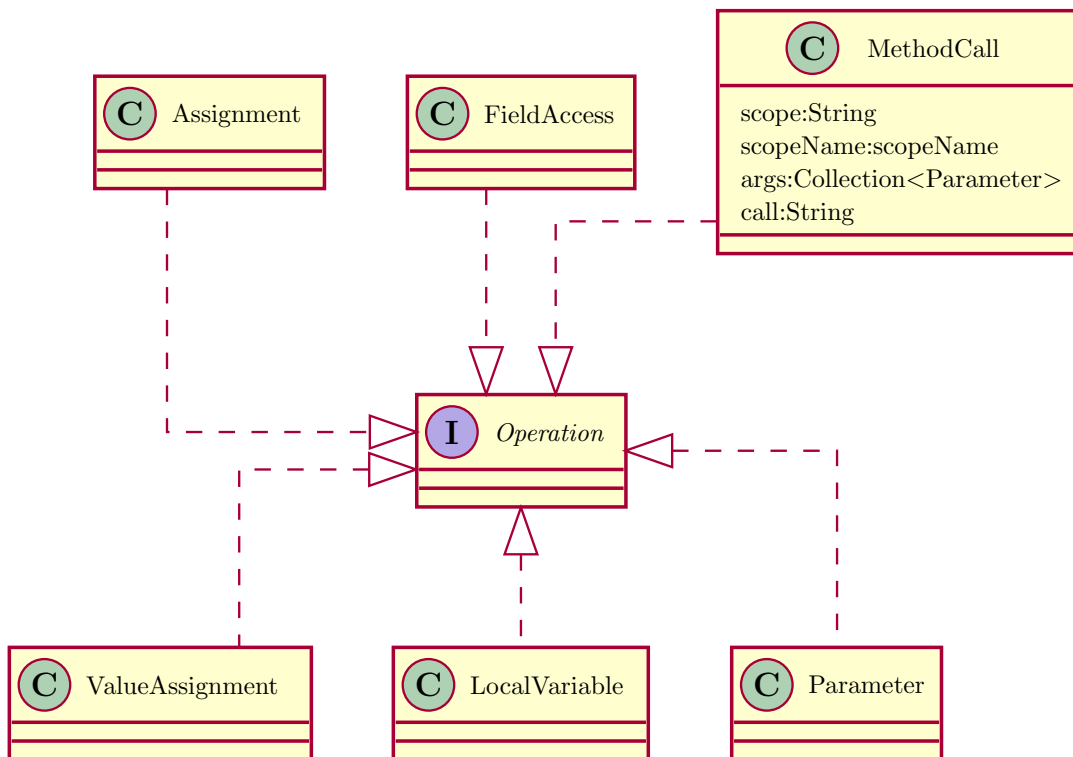 C MethodCall
scope:String
scopeName:scopeName
args:Collection<Parameter>
call:String
C Assignment
C FieldAccess
I Operation
C ValueAssignment
C LocalVariable
C Parameter